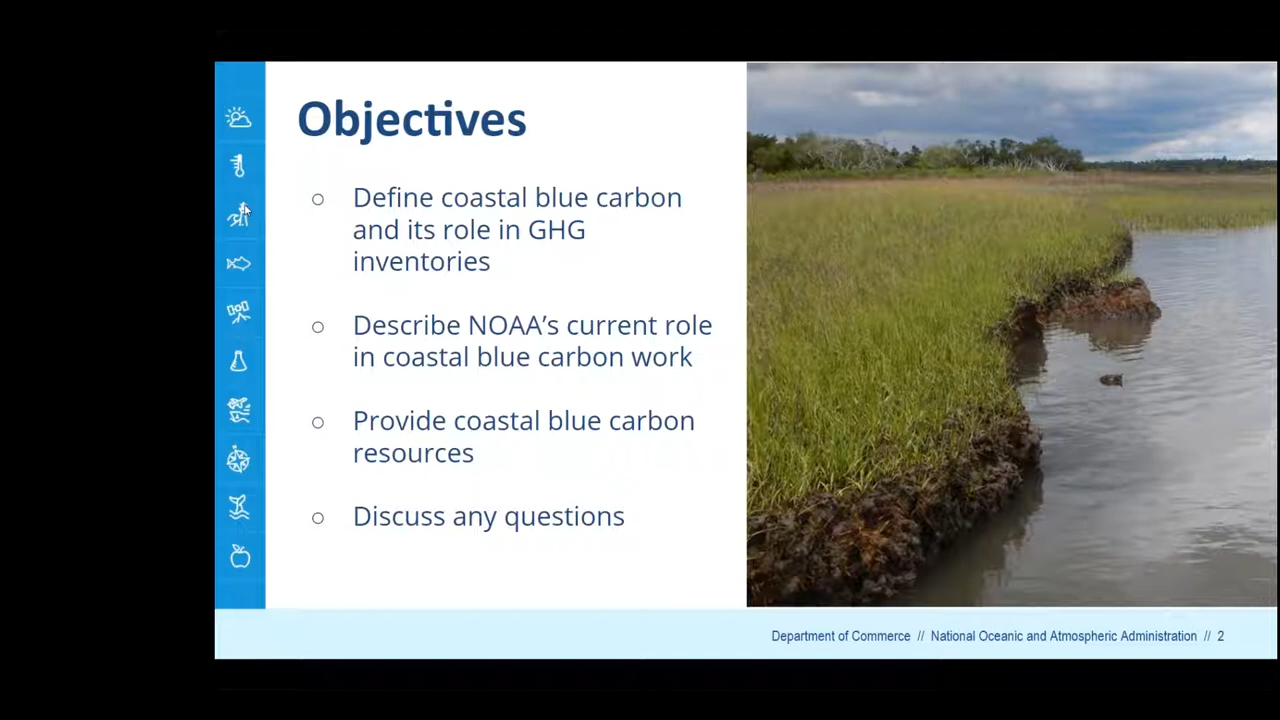 Objectives
○ Define coastal blue carbon
and its role in GHG
inventories
○ Describe NOAA’s current role
in coastal blue carbon work
○ Provide coastal blue carbon
resources
○ Discuss any questions
Department of Commerce // National Oceanic and Atmospheric Administration // 2